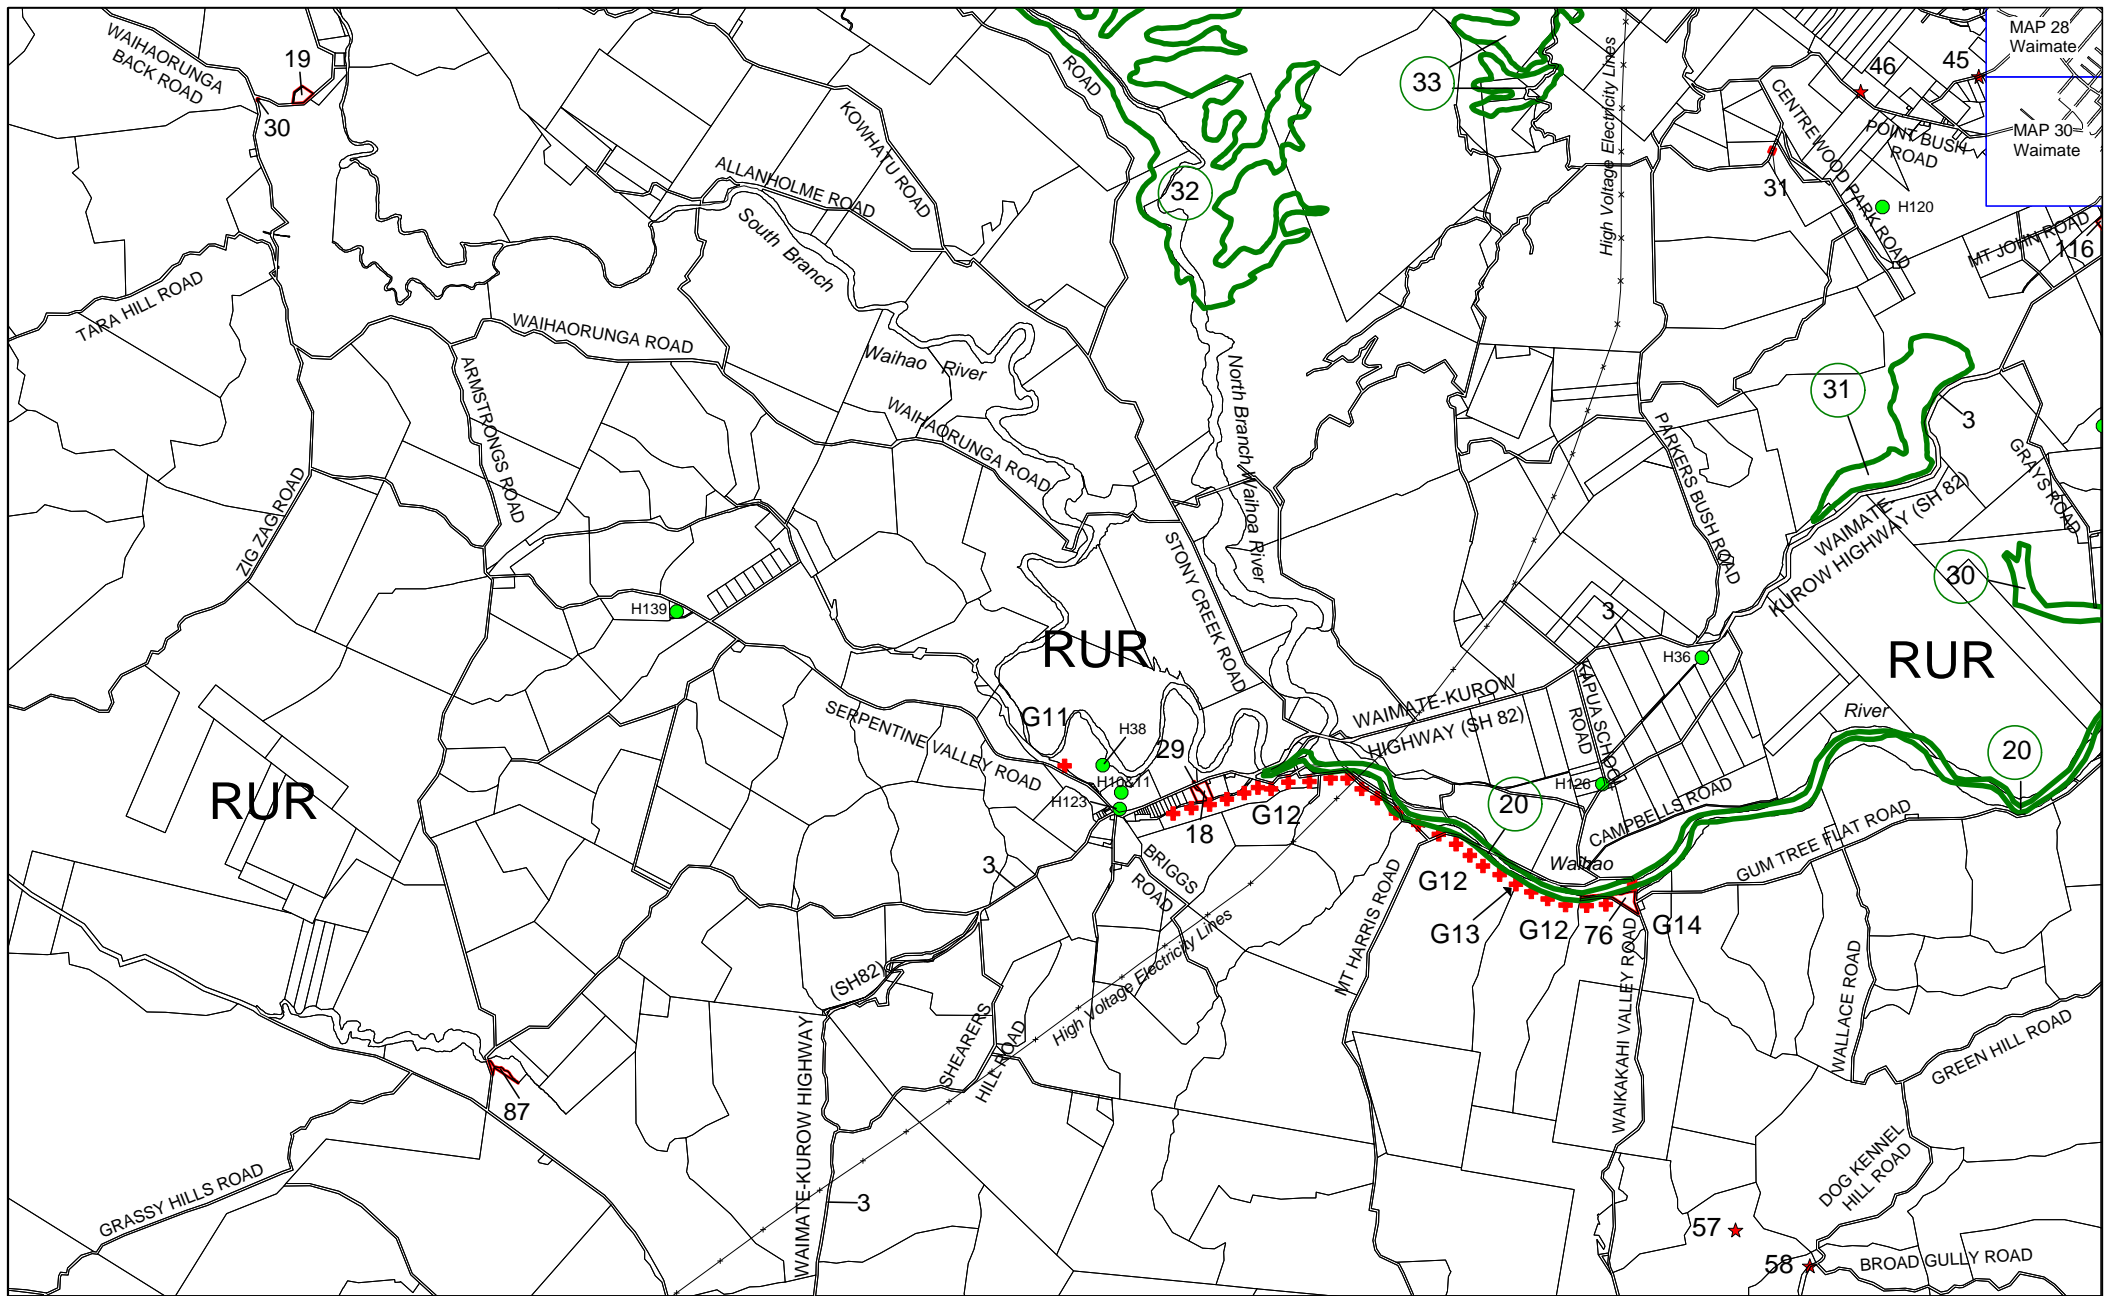 WAIHAORUNGA
BACK ROAD
19
30
ROAD
KOWHATU ROAD
ALLANHOLME ROAD
South Branch
32
33
High Voltage Electricity Lines
46
45
MAP 28
Waimate
MAP 30
Waimate
CENTREWOOD PARK ROAD
POINT BUSH
ROAD
31
H120
MT JOHN ROAD
116
TARA HILL ROAD
WAIHAORUNGA ROAD
Waihao River
ARMSTRONGS ROAD
WAIHAORUNGA ROAD
North Branch Waihoa River
31
3
PARKERS BUSH ROAD
GRAYS ROAD
WAIMATE-
KUROW HIGHWAY (SH 82)
ZIG ZAG ROAD
STONY CREEK ROAD
30
H139
3
RUR
H36
RUR
KAPUA SCHOOL
ROAD
WAIMATE-KUROW
HIGHWAY (SH 82)
River
SERPENTINE VALLEY ROAD
G11
H38
29
20
RUR
H10&11
H123
H126
20
18
G12
CAMPBELLS ROAD
GUM TREE FLAT ROAD
BRIGGS
ROAD
3
Waihao
G12
G13
G12
76
G14
MT HARRIS ROAD
High Voltage Electricity Lines
(SH82)
WAIKAKAHI VALLEY ROAD
WALLACE ROAD
GREEN HILL ROAD
SHEARERS
HILL ROAD
87
WAIMATE-KUROW HIGHWAY
3
DOG KENNEL
HILL ROAD
GRASSY HILLS ROAD
57
58
BROAD GULLY ROAD